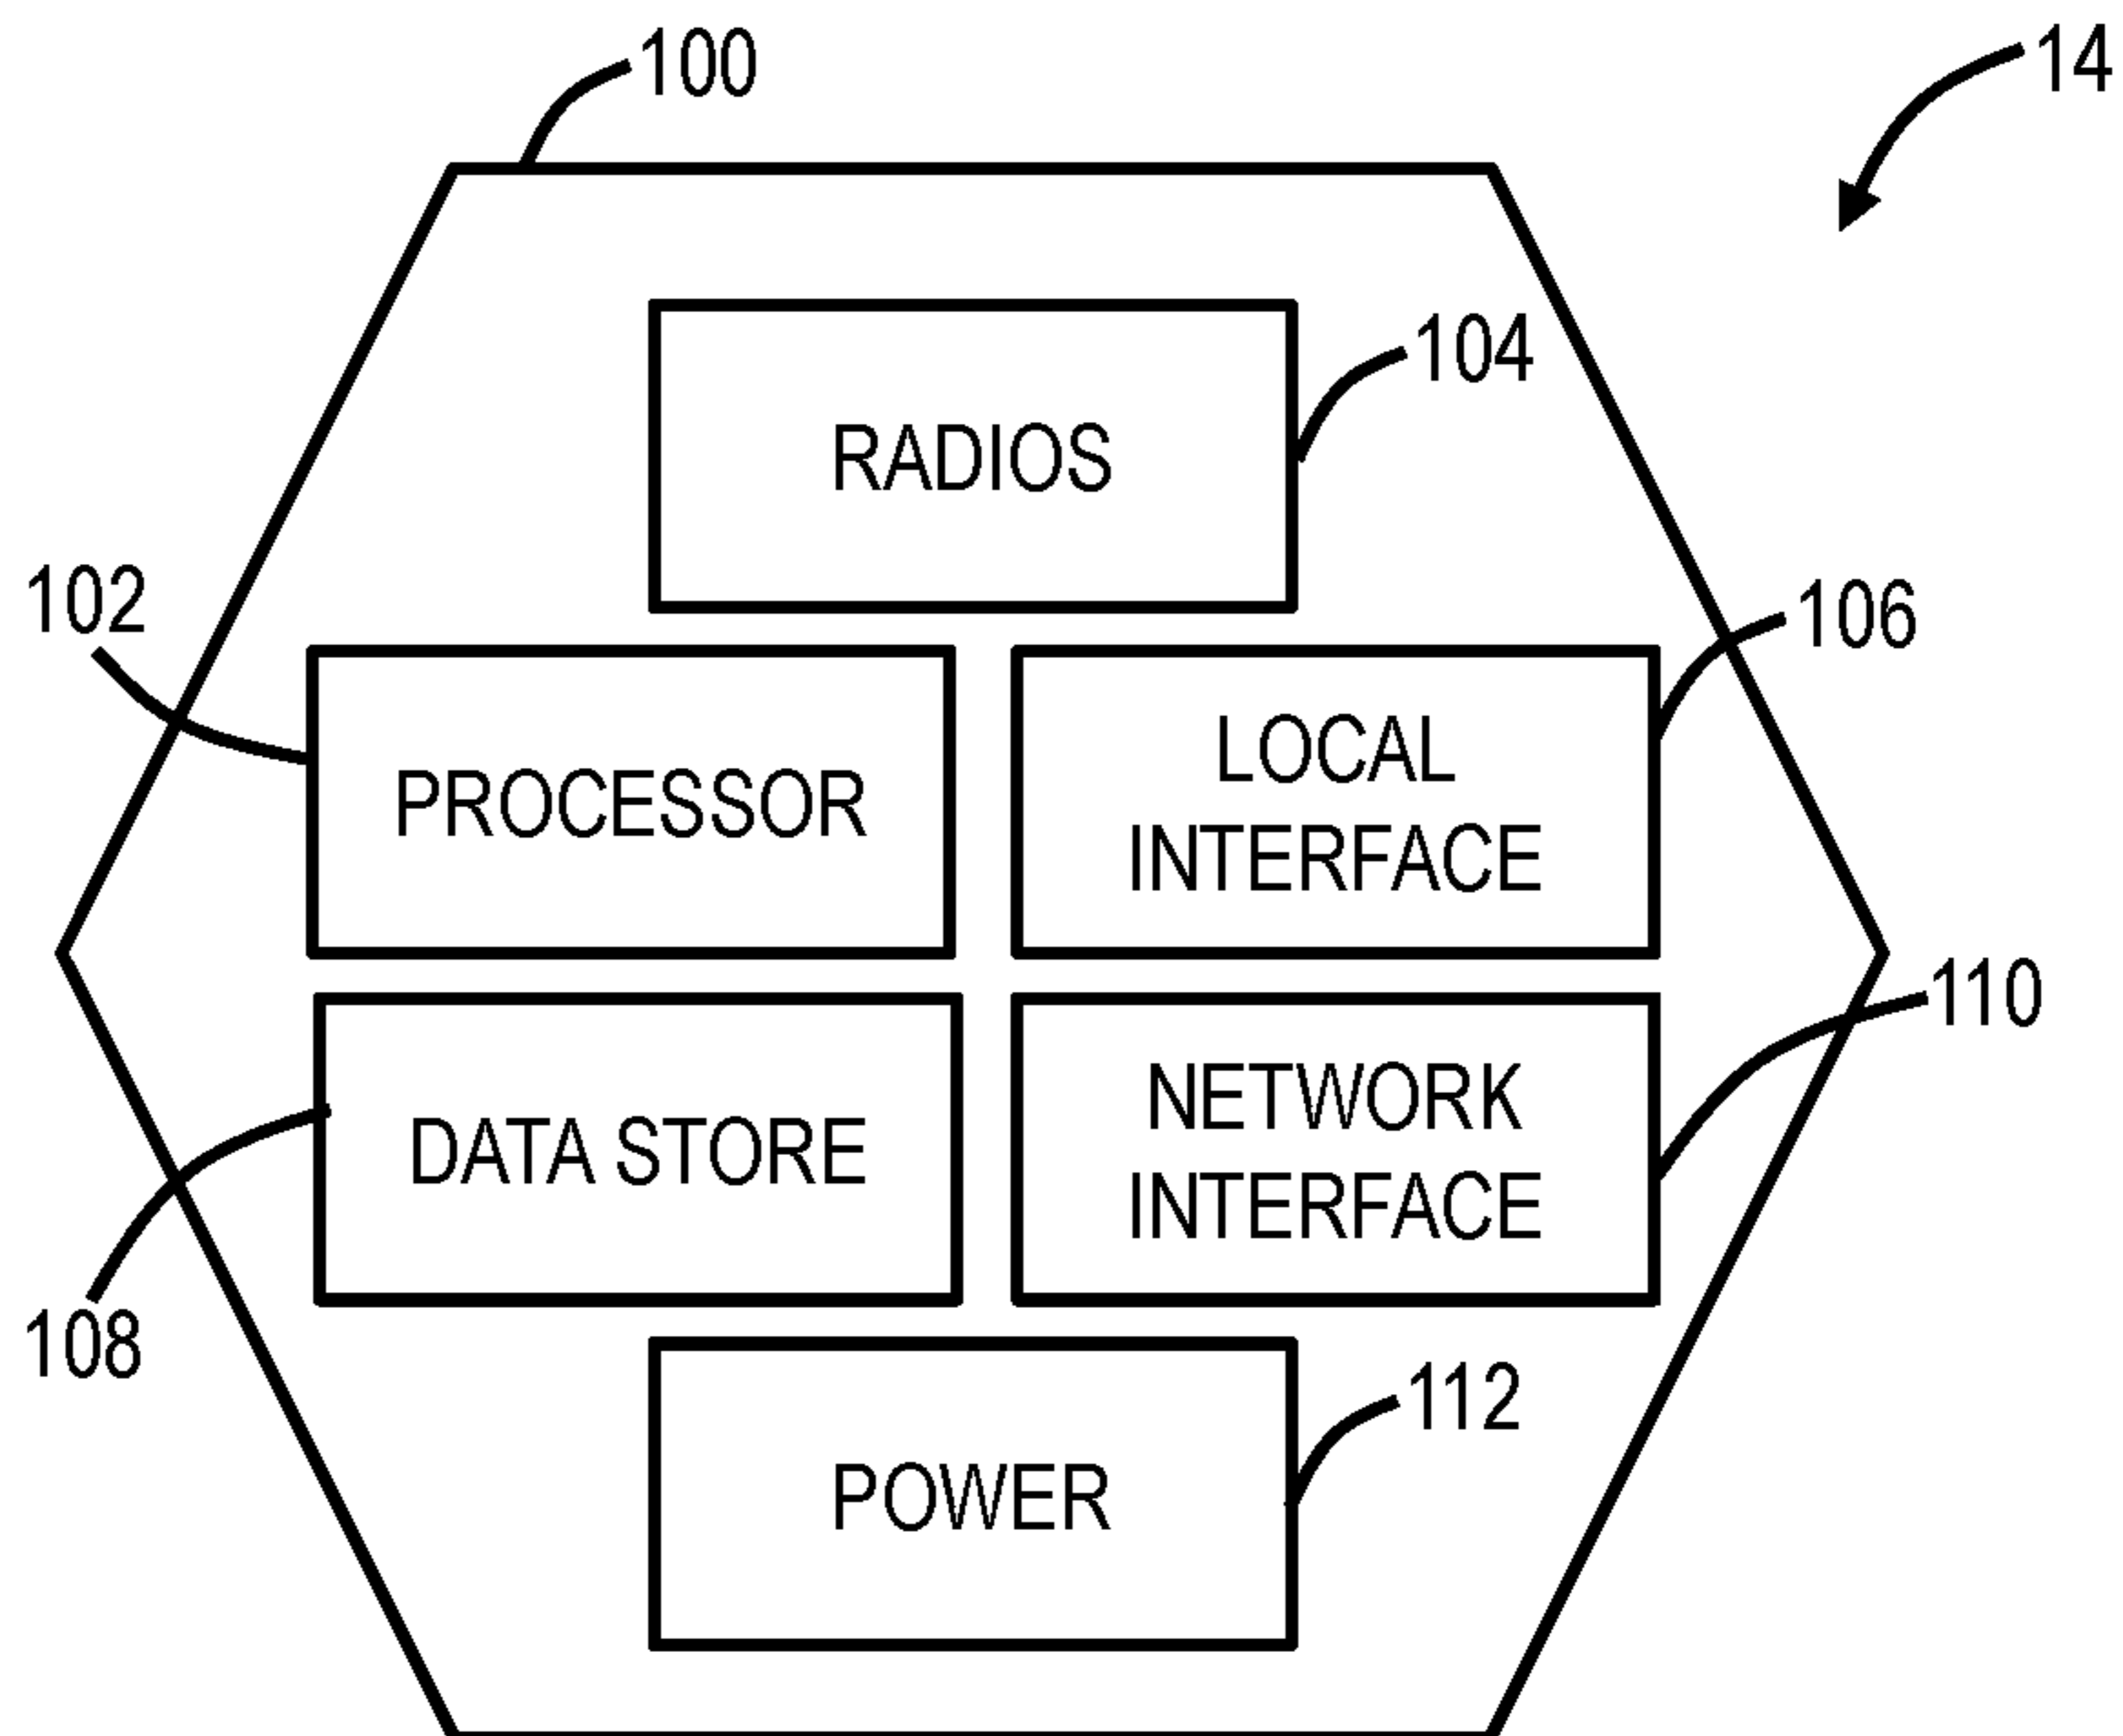 100
14
RADIOS
104
102
106
PROCESSOR
LOCAL
INTERFACE
110
DATA STORE
NETWORK
INTERFACE
108
112
POWER